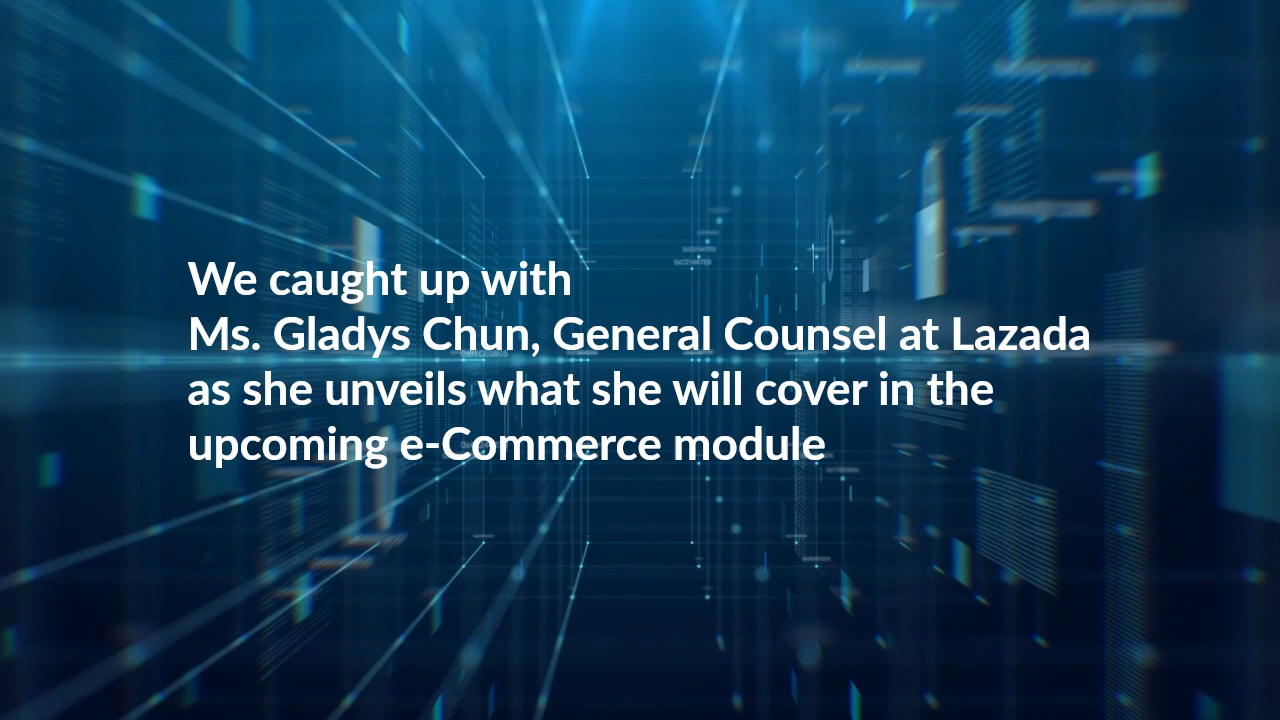 We caught up with
Ms. Gladys Chun, General Counsel at Lazada
as she unveils what she will cover in the
upcoming e-Commerce module